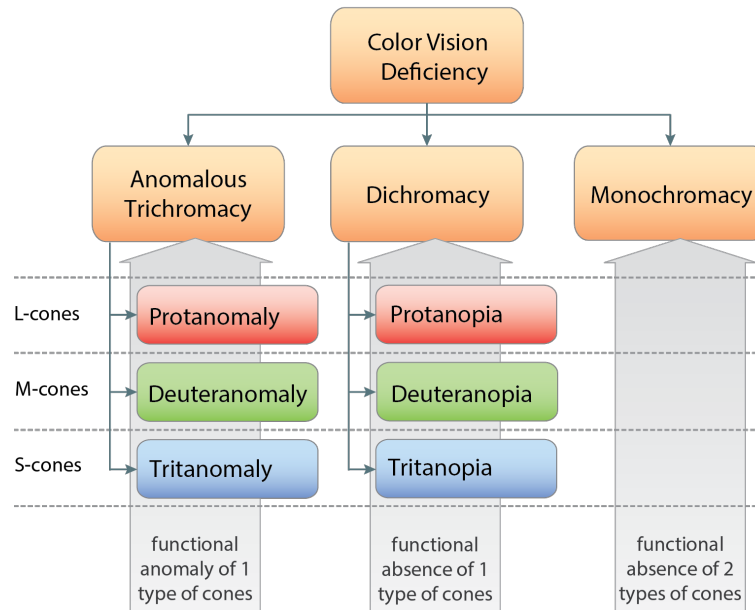 Color Vision
Deficiency
Anomalous
Trichromacy
Dichromacy
Monochromacy
L-cones
Protanomaly
Protanopia
M-cones
Deuteranomaly
Deuteranopia
S-cones
Tritanomaly
Tritanopia
functional
anomaly of 1
type of cones
functional
absence of 1
type of cones
functional
absence of 2
types of cones